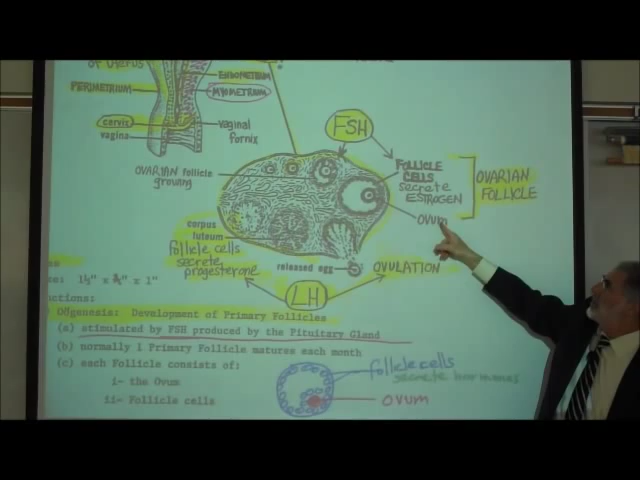 of Uterus
ENDOMETRIUM
PERIMETRIUM
MYOMETRIUM
cervix
vagina
vaginal
fornix
FSH
OVARIAN follicle
growing
FOLLICLE
CELLS
secrete
ESTROGEN
OVARIAN
FOLLICLE
OVUM
corpus
luteum
follicle cells
secrete
progesterone
released egg
OVULATION
LH
1½" x ¾" x 1"
Oögenesis: Development of Primary Follicles
(a) stimulated by FSH produced by the Pituitary Gland
(b) normally 1 Primary Follicle matures each month
(c) each Follicle consists of:
i- the Ovum
ii- Follicle cells
follicle cells
secrete hormones
OVUM